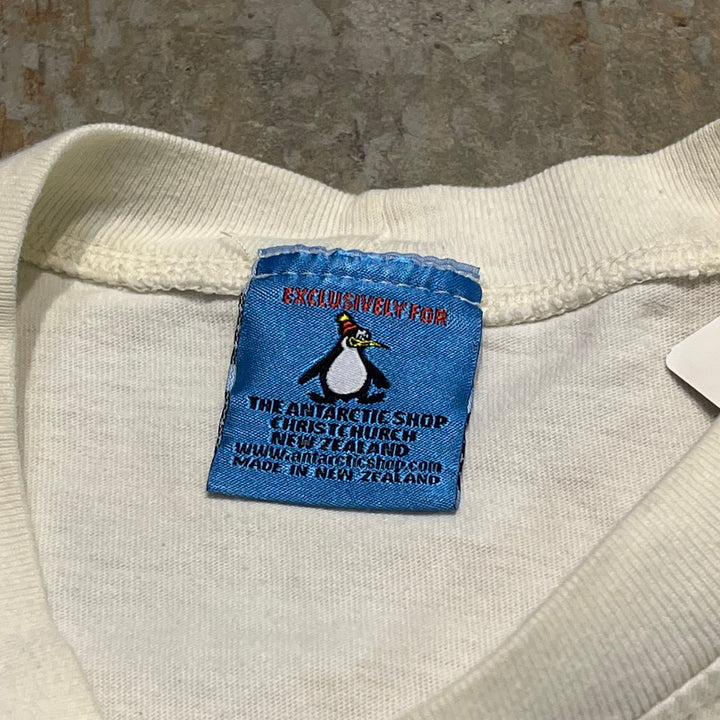 EXCLUSIVELY FOR
THE ANTARCTIC SHOP
CHRISTCHURCH
NEW ZEALAND
www.antarcticshop.com
MADE IN NEW ZEALAND